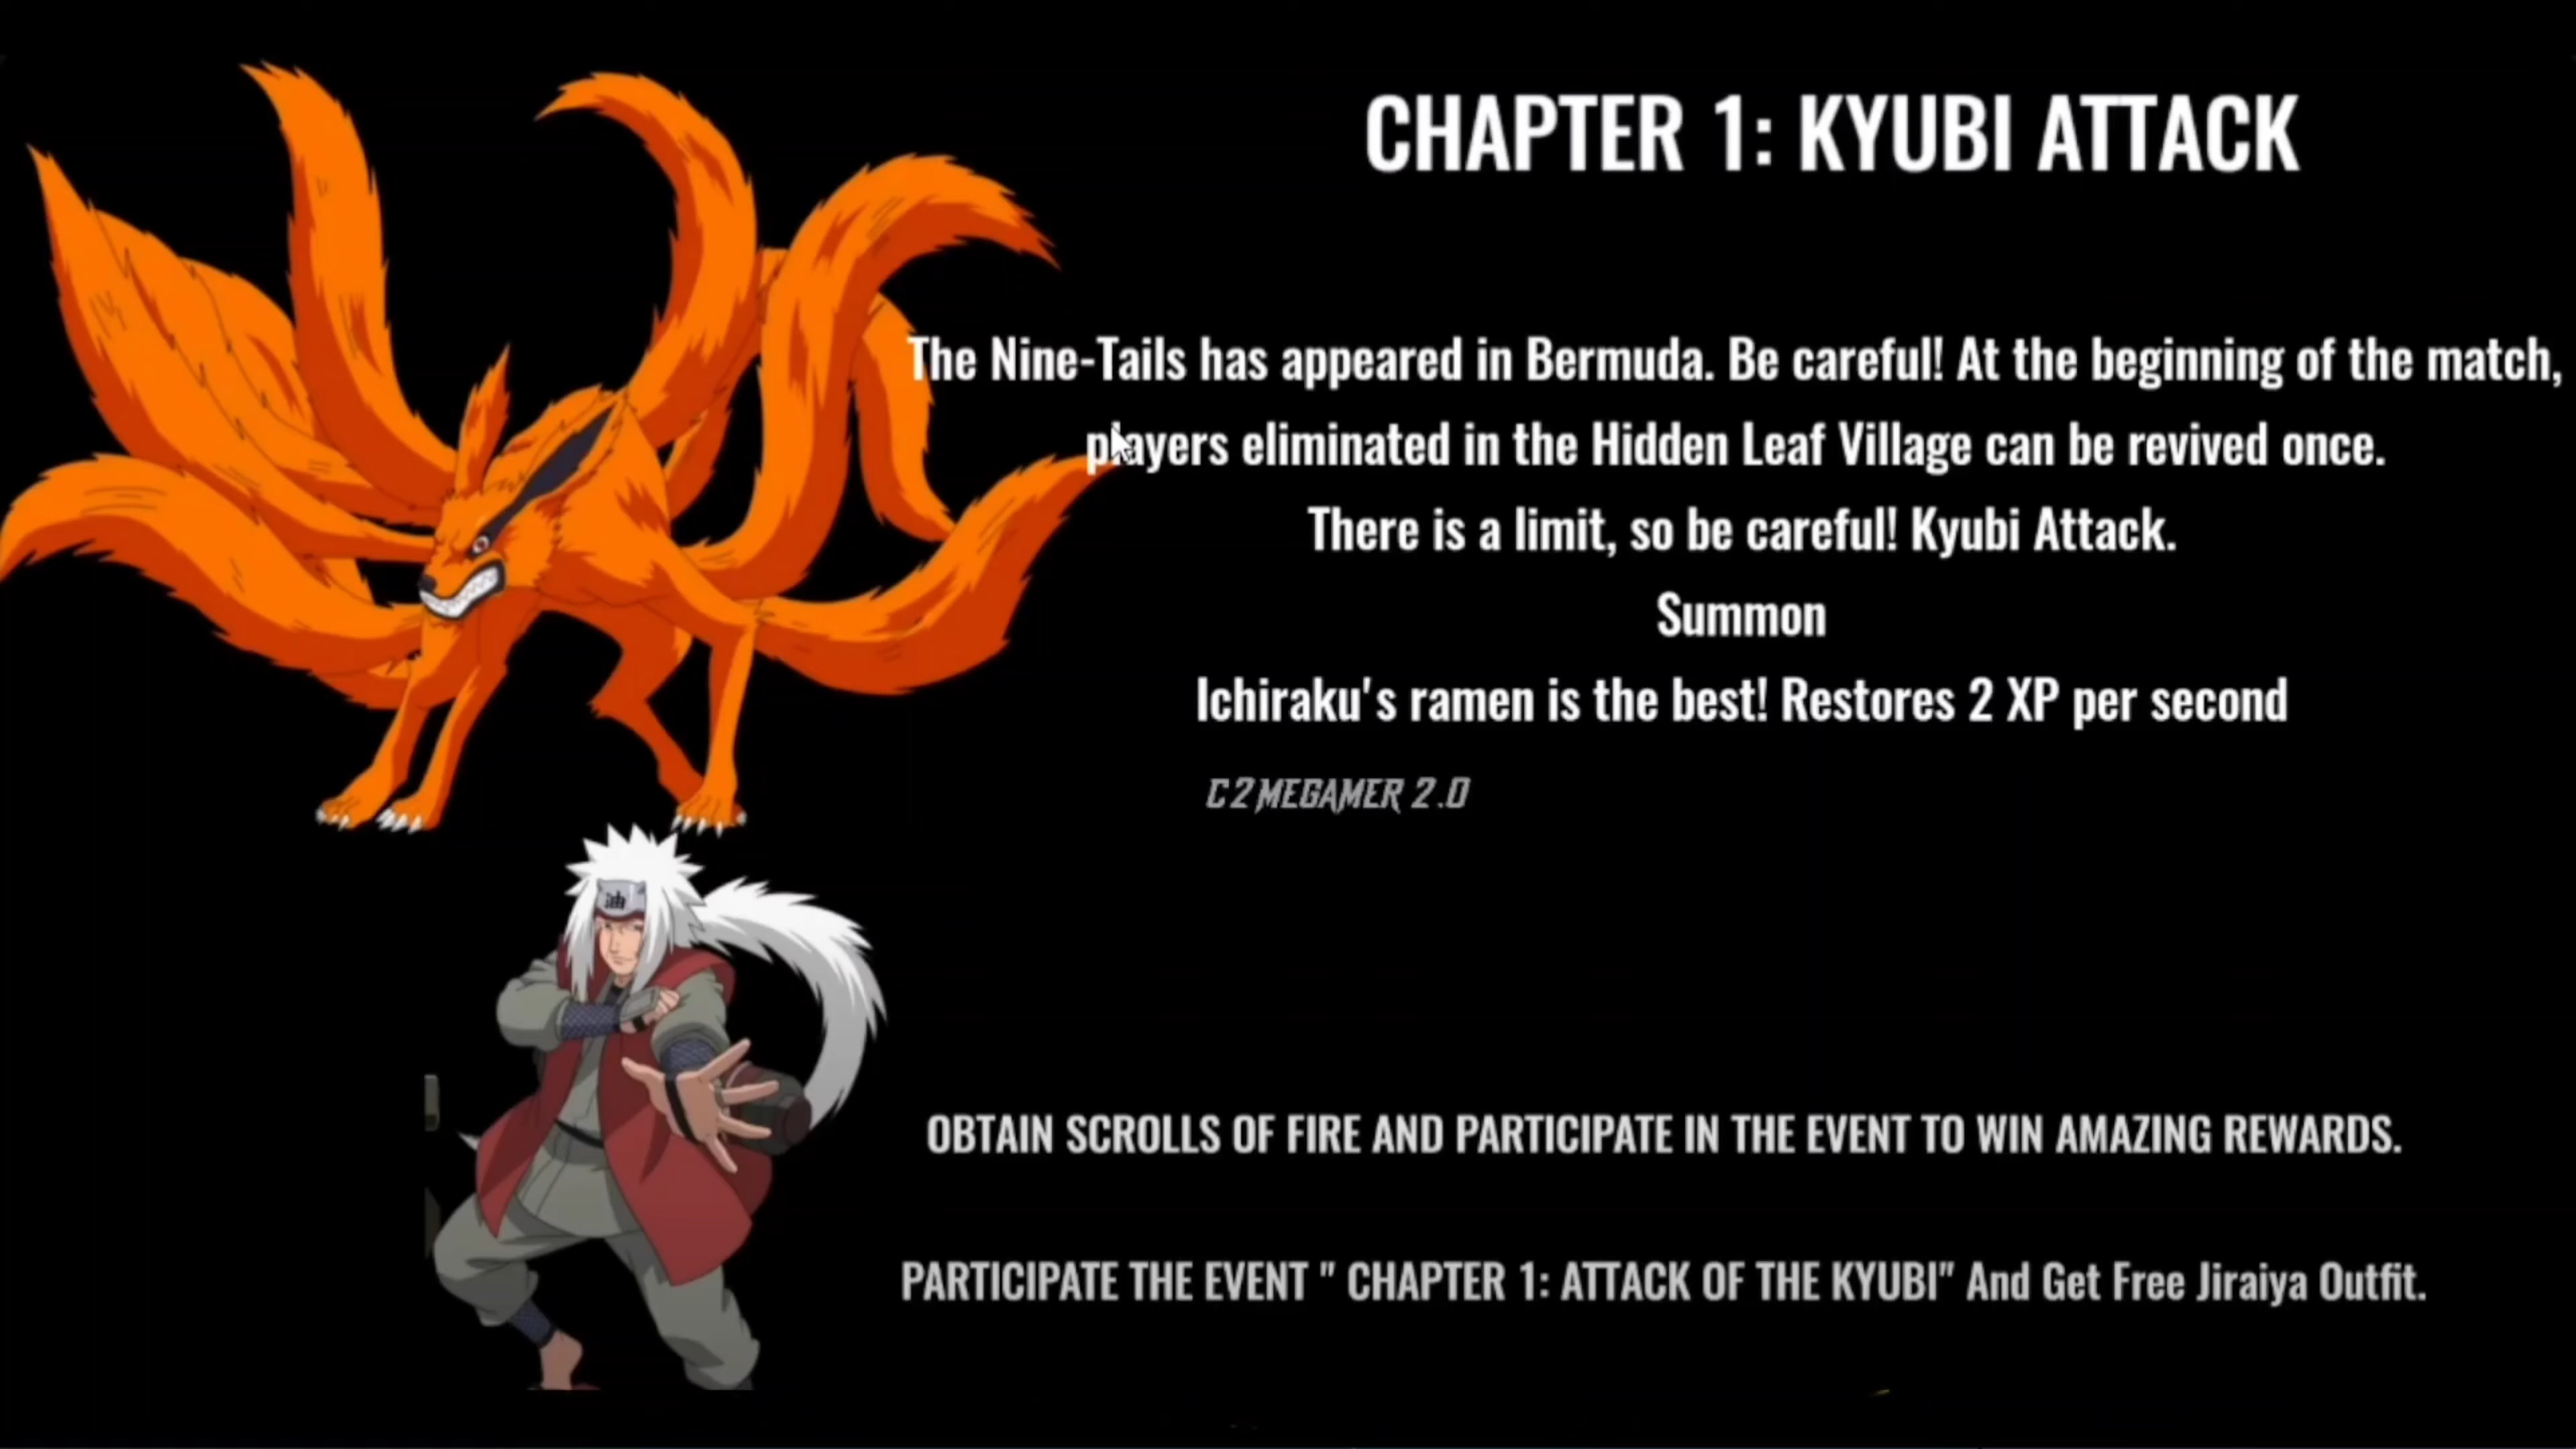 CHAPTER 1: KYUBI ATTACK
The Nine-Tails has appeared in Bermuda. Be careful! At the beginning of the match,
players eliminated in the Hidden Leaf Village can be revived once.
There is a limit, so be careful! Kyubi Attack.
Summon
Ichiraku's ramen is the best! Restores 2 XP per second
C2MEGAMER 2.0
油
OBTAIN SCROLLS OF FIRE AND PARTICIPATE IN THE EVENT TO WIN AMAZING REWARDS.
PARTICIPATE THE EVENT " CHAPTER 1: ATTACK OF THE KYUBI" And Get Free Jiraiya Outfit.